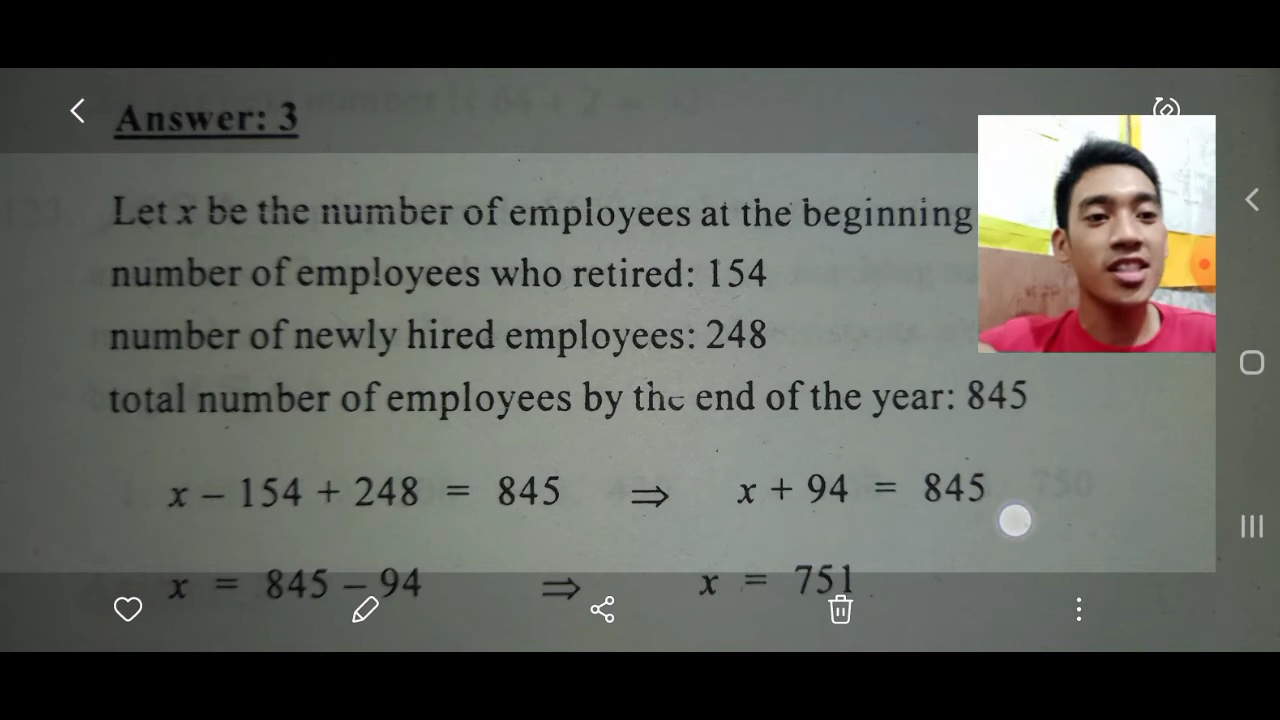 Answer: 3
Let x be the number of employees at the beginning
number of employees who retired: 154
number of newly hired employees: 248
total number of employees by the end of the year: 845
x – 154 + 248 = 845 ⇒ x + 94 = 845
x = 845 – 94 ⇒ x = 751